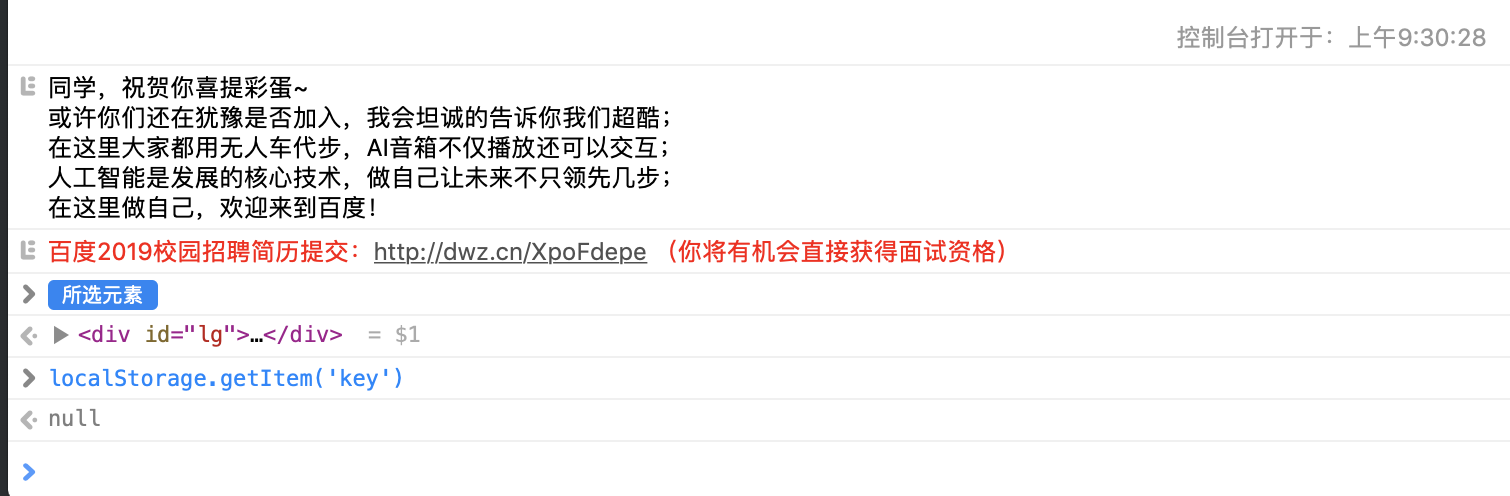 控制台打开于：上午9:30:28
同学，祝贺你喜提彩蛋~
或许你们还在犹豫是否加入，我会坦诚的告诉你我们超酷；
在这里大家都用无人车代步，AI音箱不仅播放还可以交互；
人工智能是发展的核心技术，做自己让未来不只领先几步；
在这里做自己，欢迎来到百度！
百度2019校园招聘简历提交：http://dwz.cn/XpoFdepe（你将有机会直接获得面试资格）
所选元素
<div id="lg">…</div> = $1
localStorage.getItem('key')
null